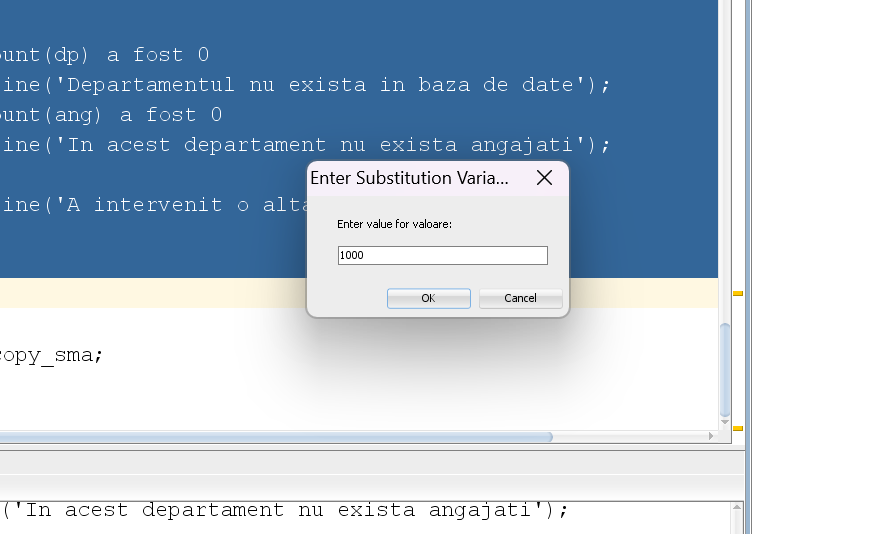 ount(dp) a fost 0
ine('Departamentul nu exista in baza de date');
ount(ang) a fost 0
ine('In acest departament nu exista angajati');
ine('A intervenit o alta
Enter Substitution Varia...
Enter value for valoare:
1000
OK Cancel
copy_sma;
('In acest departament nu exista angajati');